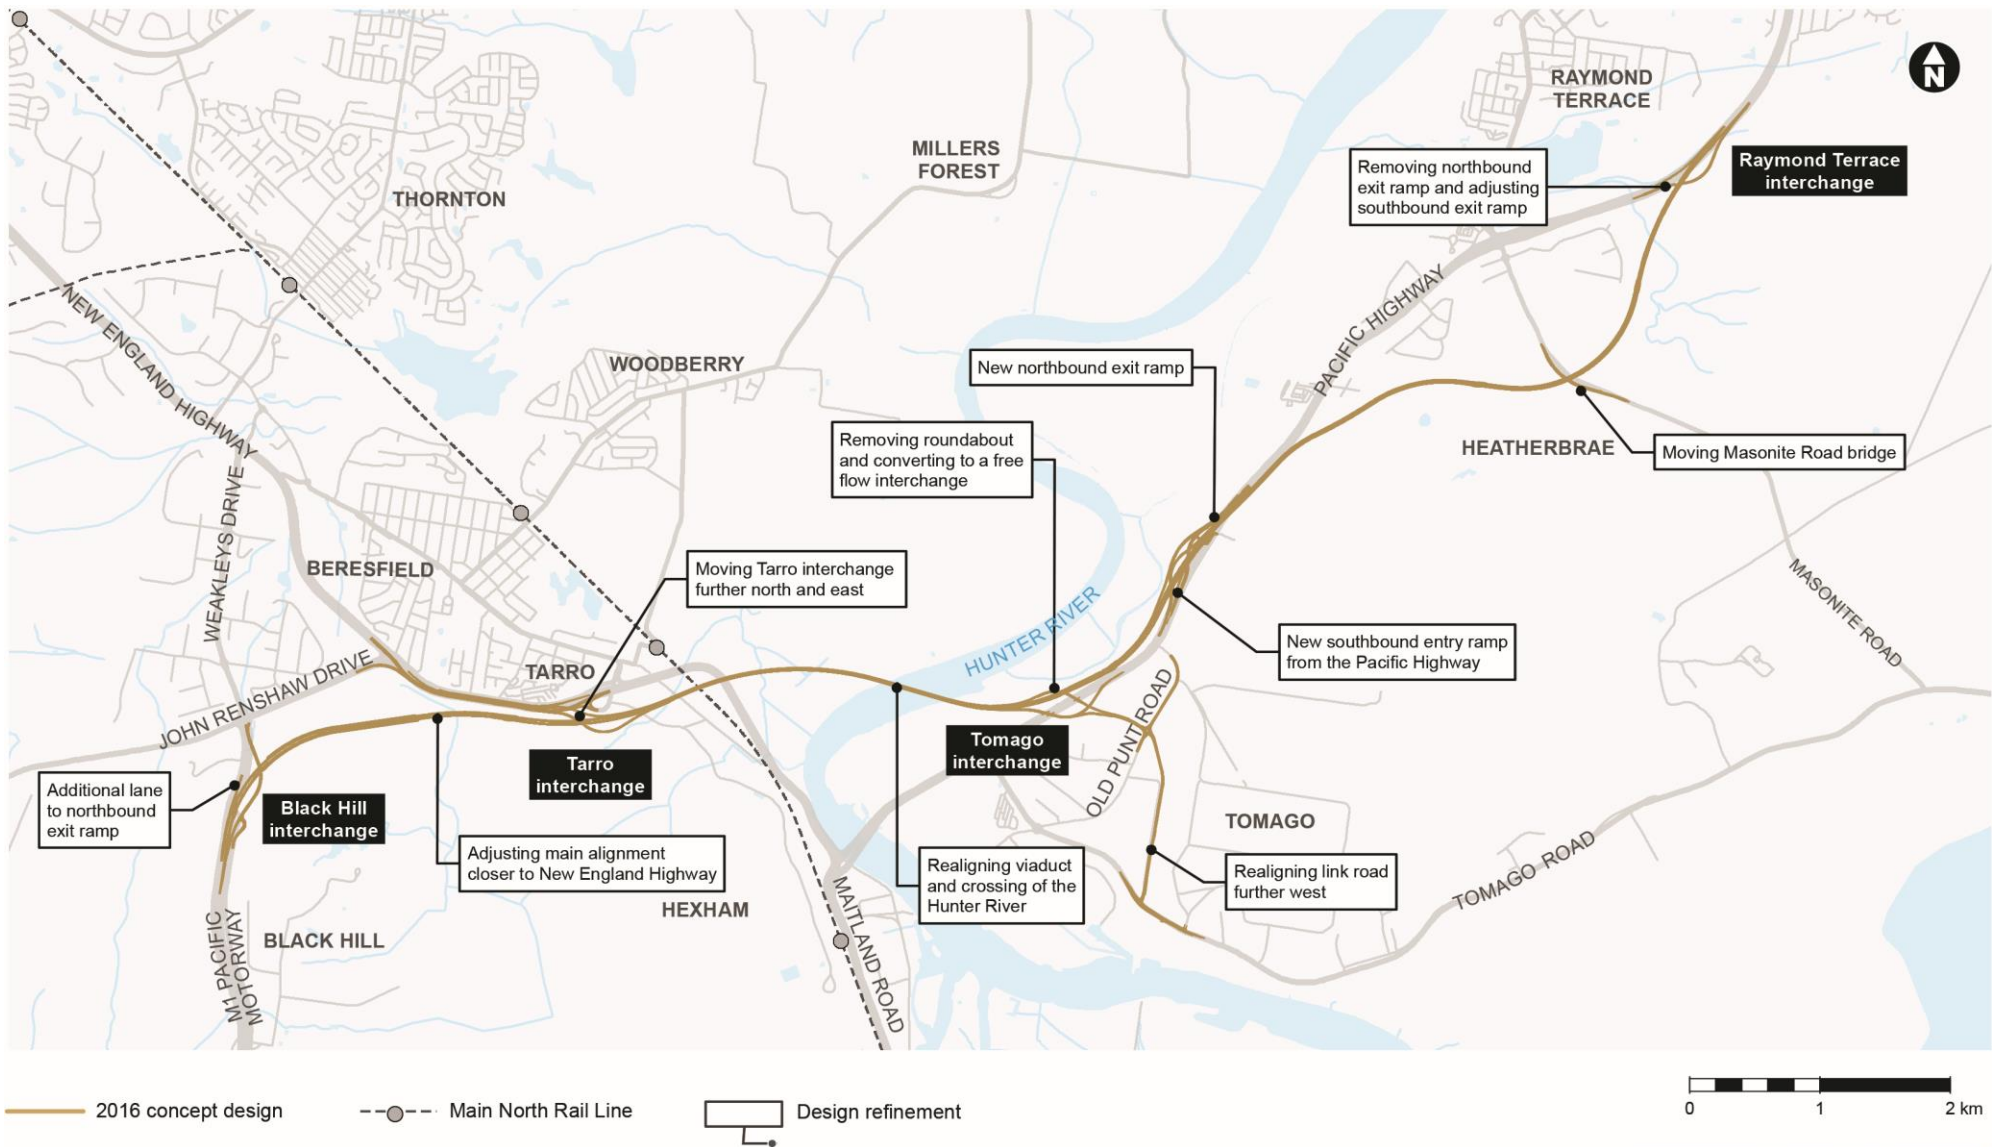 N
RAYMOND
TERRACE
MILLERS
FOREST
Removing northbound
exit ramp and adjusting
southbound exit ramp
Raymond Terrace
interchange
THORNTON
NEW ENGLAND HIGHWAY
PACIFIC HIGHWAY
WOODBERRY
New northbound exit ramp
Removing roundabout
and converting to a free
flow interchange
HEATHERBRAE
Moving Masonite Road bridge
WEAKLEYS DRIVE
BERESFIELD
Moving Tarro interchange
further north and east
HUNTER RIVER
MASONITE ROAD
New southbound entry ramp
from the Pacific Highway
TARRO
JOHN RENSHAW DRIVE
OLD PUNT ROAD
Tarro
interchange
Tomago
interchange
Additional lane
to northbound
exit ramp
Black Hill
interchange
Adjusting main alignment
closer to New England Highway
TOMAGO
Realigning viaduct
and crossing of the
Hunter River
Realigning link road
further west
TOMAGO ROAD
HEXHAM
MAITLAND ROAD
M1 PACIFIC
MOTORWAY
BLACK HILL
2016 concept design
Main North Rail Line
Design refinement
0 1 2 km